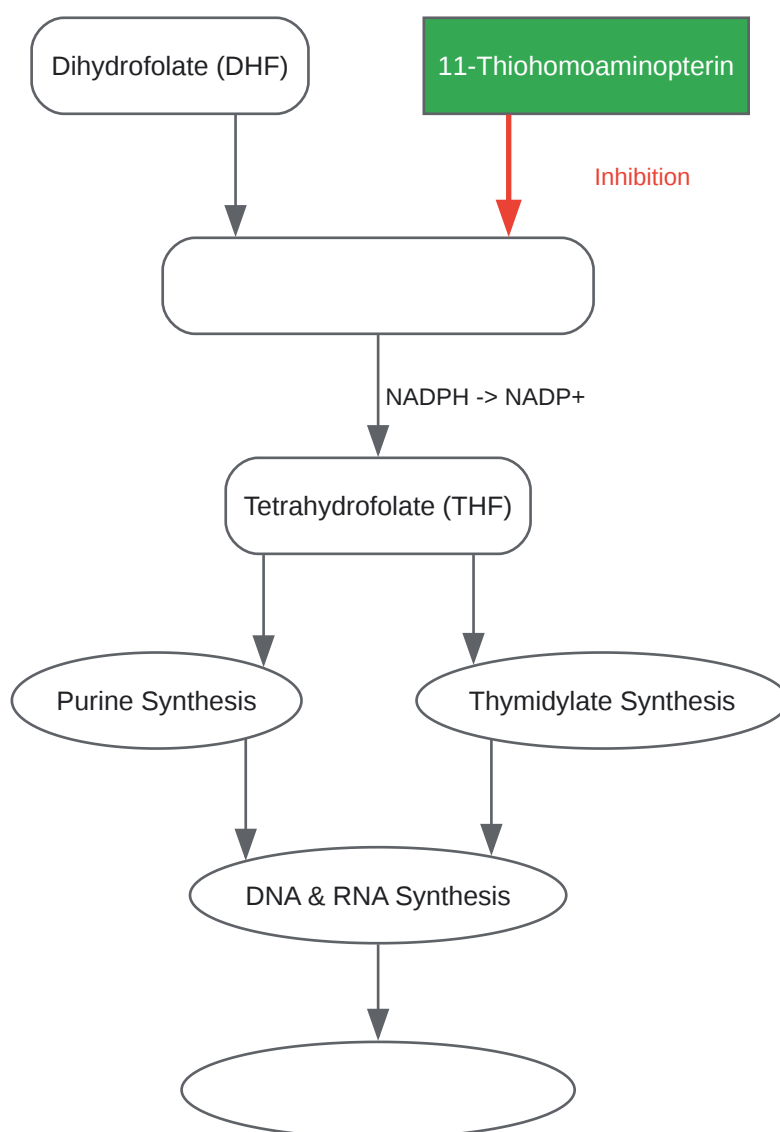 Dihydrofolate (DHF)
11-Thiohomoaminopterin
Inhibition
NADPH -> NADP+
Tetrahydrofolate (THF)
Purine Synthesis
Thymidylate Synthesis
DNA & RNA Synthesis